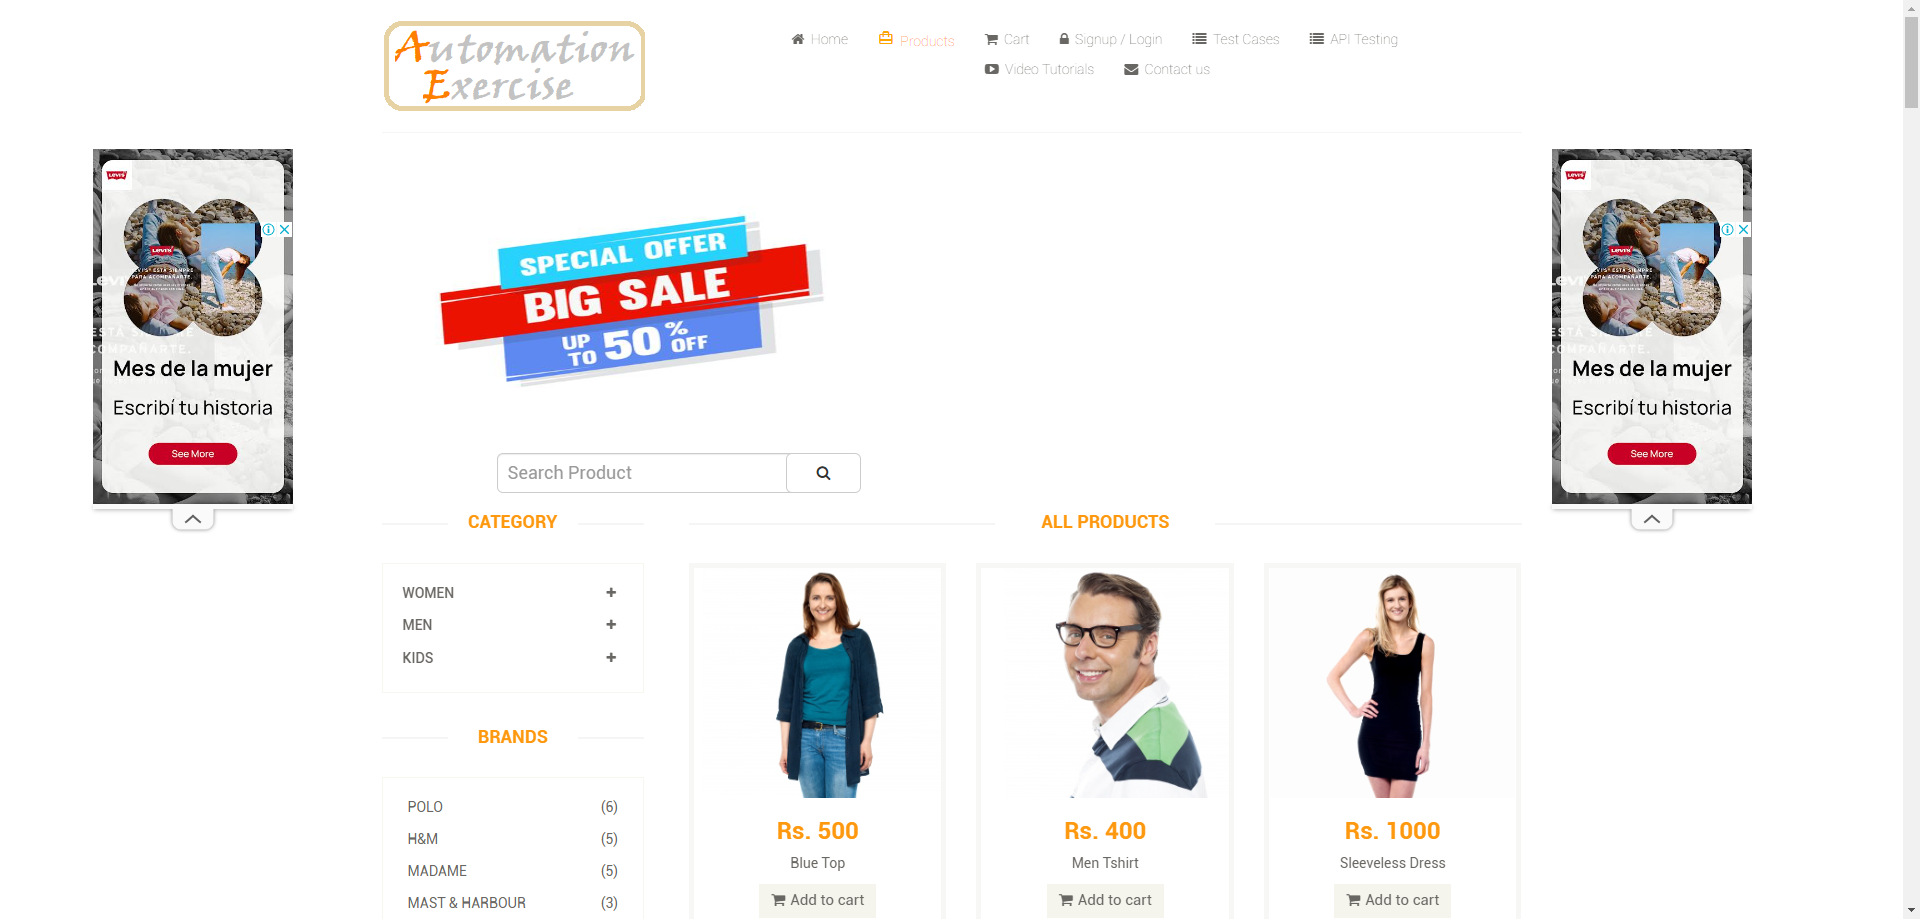 Automation
Exercise
Home
Products
Cart
Signup / Login
Test Cases
API Testing
Video Tutorials
Contact us
LEVI'S
LEVI'S
Mes de la mujer
Escribí tu historia
See More
SPECIAL OFFER
BIG SALE
UP TO 50% OFF
LEVI'S
LEVI'S
Mes de la mujer
Escribí tu historia
See More
Search Product
CATEGORY
WOMEN
MEN
KIDS
BRANDS
POLO (6)
H&M (5)
MADAME (5)
MAST & HARBOUR (3)
ALL PRODUCTS
Rs. 500
Blue Top
Add to cart
Rs. 400
Men Tshirt
Add to cart
Rs. 1000
Sleeveless Dress
Add to cart